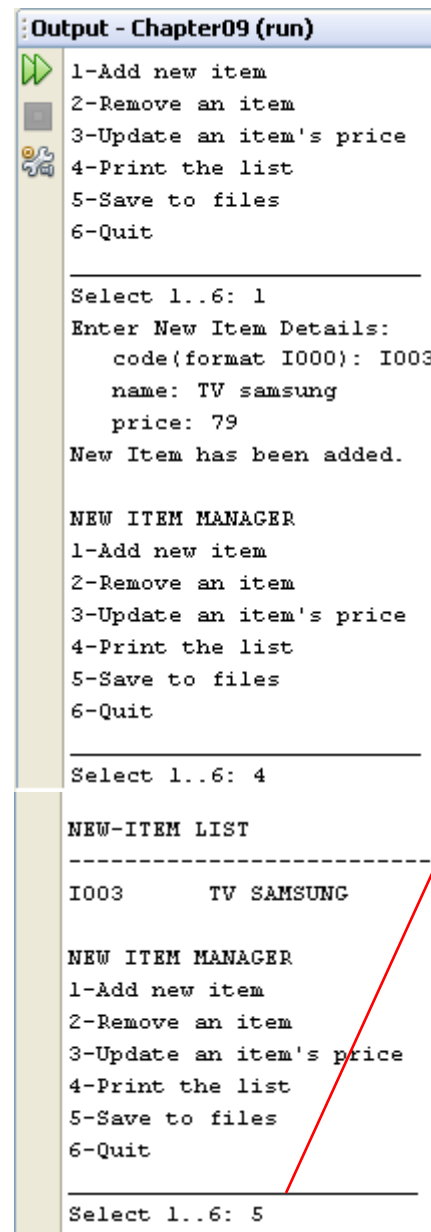 Output - Chapter09 (run)
1-Add new item
2-Remove an item
3-Update an item's price
4-Print the list
5-Save to files
6-Quit
Select 1..6: 1
Enter New Item Details:
code(format I000): I003
name: TV samsung
price: 79
New Item has been added.
NEW ITEM MANAGER
1-Add new item
2-Remove an item
3-Update an item's price
4-Print the list
5-Save to files
6-Quit
Select 1..6: 4
NEW-ITEM LIST
--------------------------
I003 TV SAMSUNG
NEW ITEM MANAGER
1-Add new item
2-Remove an item
3-Update an item's price
4-Print the list
5-Save to files
6-Quit
Select 1..6: 5